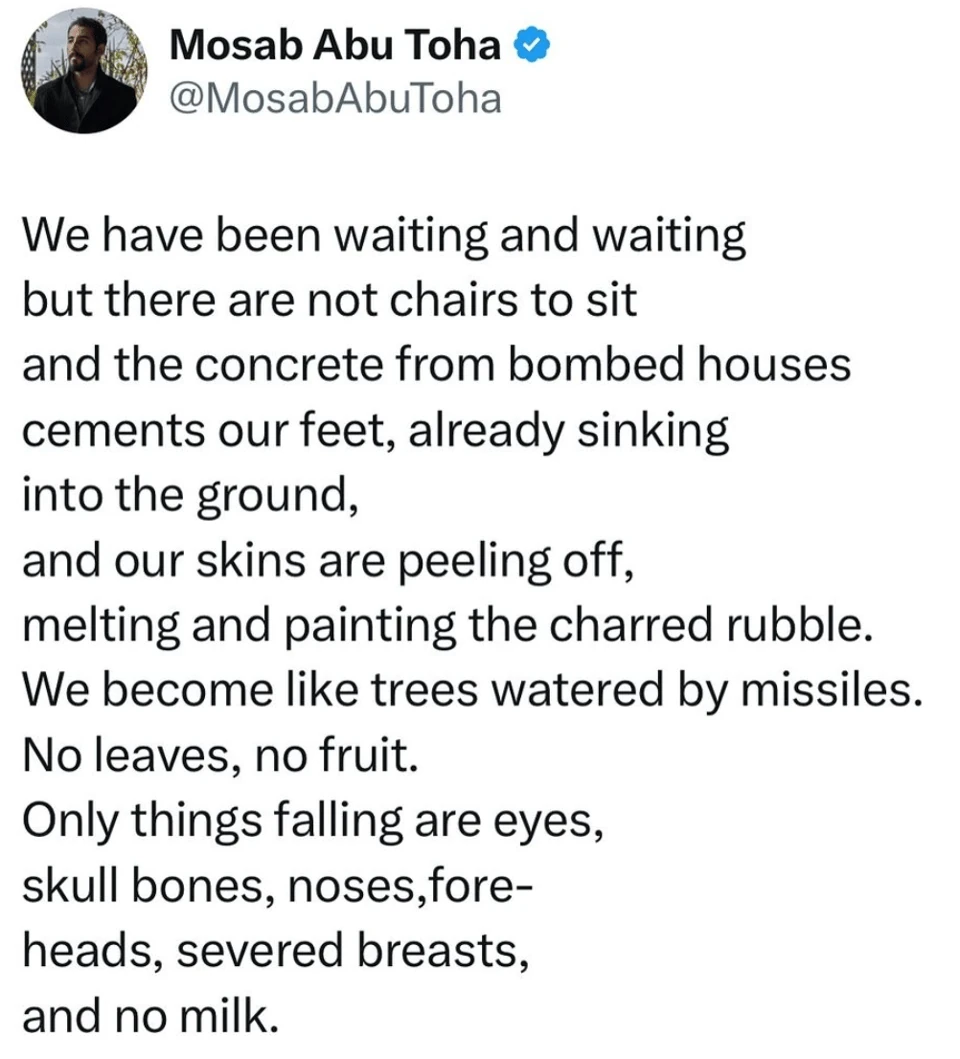 Mosab Abu Toha
@MosabAbuToha
We have been waiting and waiting
but there are not chairs to sit
and the concrete from bombed houses
cements our feet, already sinking
into the ground,
and our skins are peeling off,
melting and painting the charred rubble.
We become like trees watered by missiles.
No leaves, no fruit.
Only things falling are eyes,
skull bones, noses,fore-
heads, severed breasts,
and no milk.